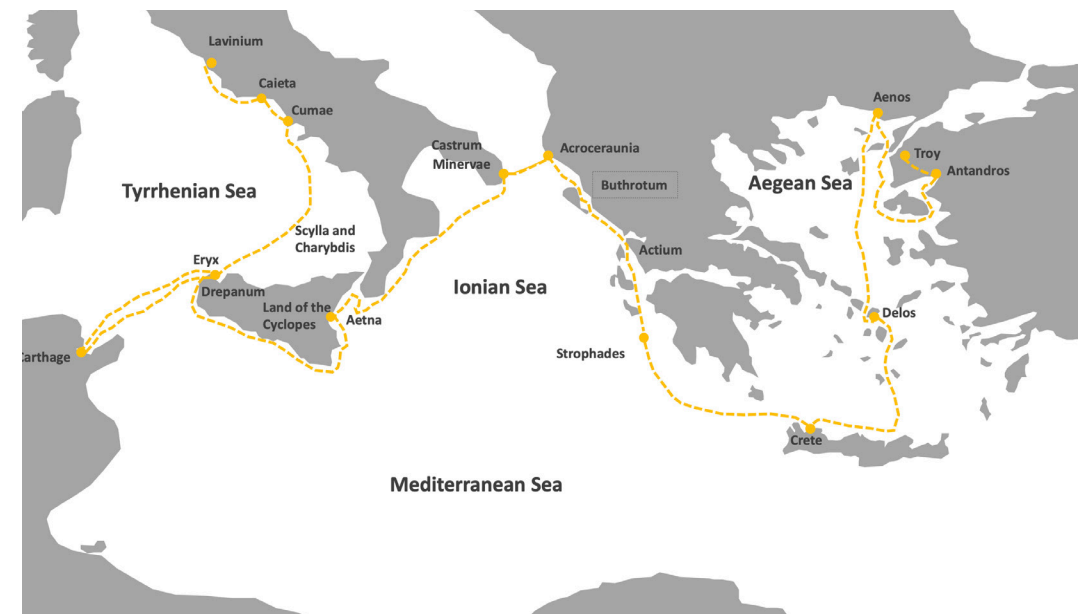 Lavinium
Caieta
Cumae
Tyrrhenian Sea
Scylla and
Charybdis
Eryx
Drepanum
Land of the
Cyclopes
Aetna
Carthage
Castrum
Minervae
Acroceraunia
Buthrotum
Actium
Ionian Sea
Strophades
Mediterranean Sea
Aenos
Troy
Antandros
Aegean Sea
Delos
Crete